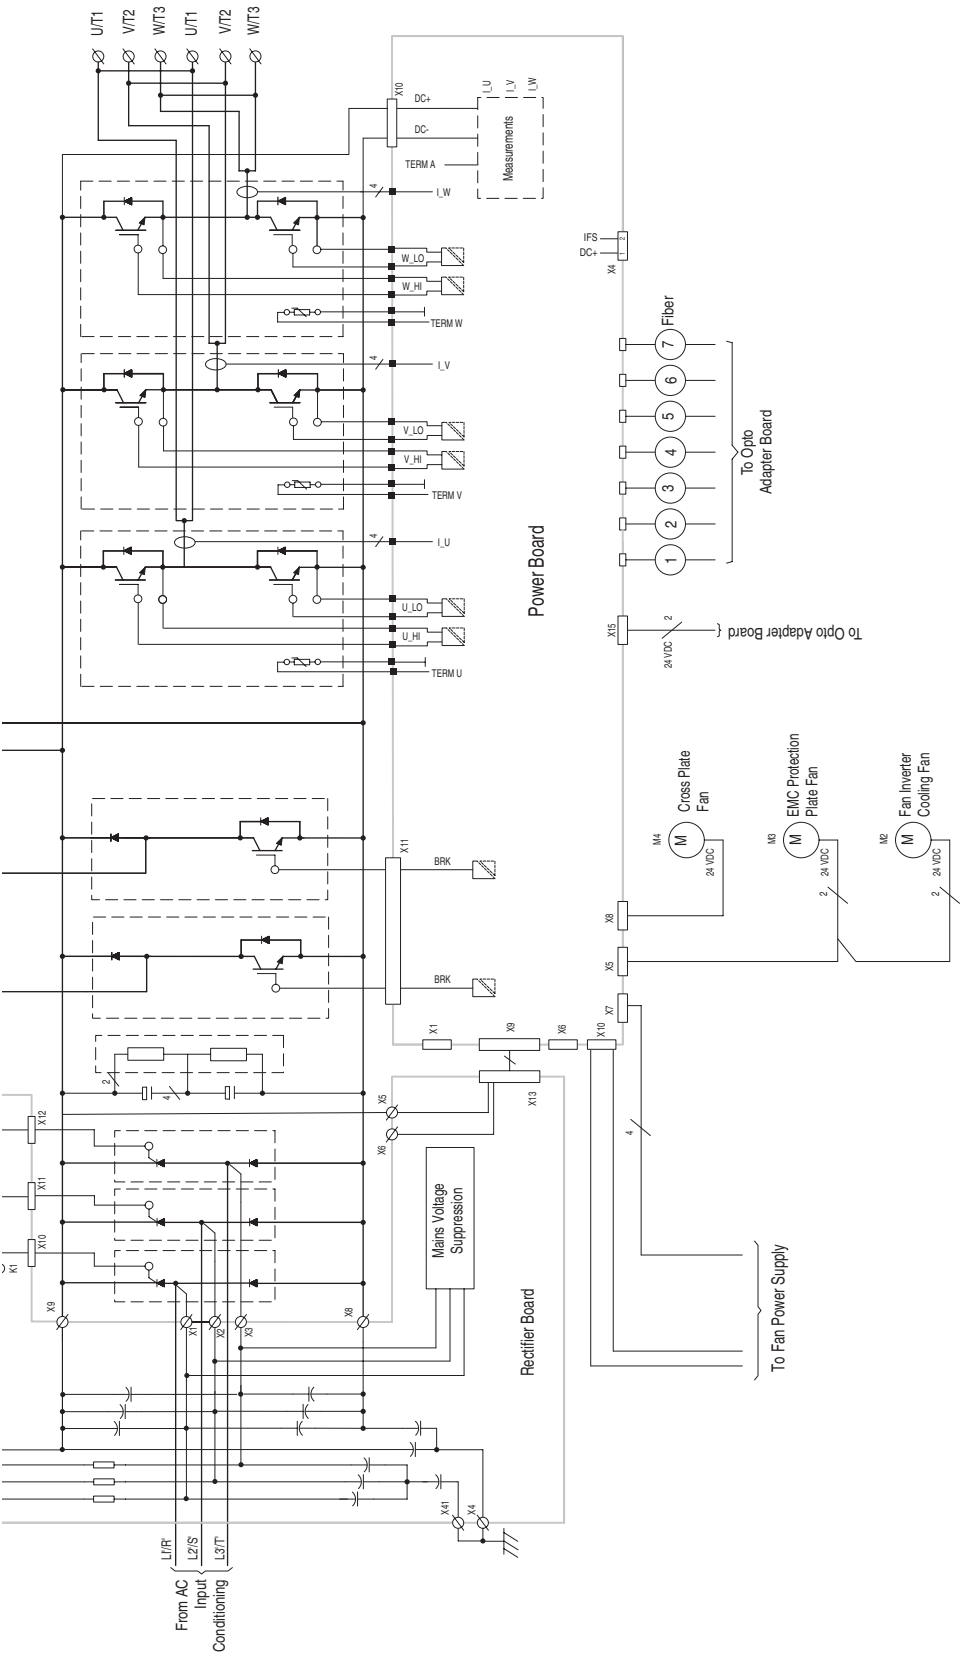 U/T1
V/T2
W/T3
U/T1
V/T2
W/T3
X10
DC+
DC-
TERM A
I_U
I_V
I_W
Measurements
4
I_W
W_LO
W_HI
TERM W
4
I_V
V_LO
V_HI
TERM V
4
I_U
U_LO
U_HI
TERM U
IFS
DC+
2
1
X4
Fiber
7
6
5
4
3
2
1
To Opto
Adapter Board
Power Board
X15
2
24 VDC
To Opto Adapter Board
X11
BRK
BRK
M4
M
Cross Plate
Fan
24 VDC
M3
M
EMC Protection
Plate Fan
24 VDC
2
M2
M
Fan Inverter
Cooling Fan
24 VDC
2
X8
X5
X7
X1
X9
X6
X10
X13
2
4
X5
X6
X12
X11
X10
K1
X9
X1
X2
X3
X8
Mains Voltage
Suppression
Rectifier Board
4
To Fan Power Supply
X41
X4
L1'/R'
L2'/S'
L3'/T'
From AC
Input
Conditioning